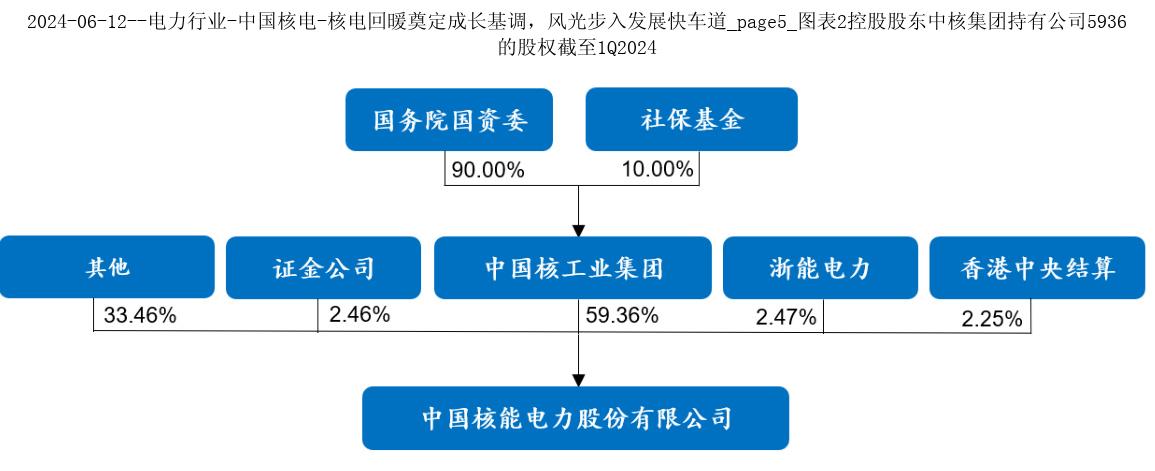 2024-06-12--电力行业-中国核电-核电回暖奠定成长基调，风光步入发展快车道_page5_图表2控股股东中核集团持有公司5936
的股权截至1Q2024
国务院国资委
社保基金
90.00%
10.00%
其他
证金公司
中国核工业集团
浙能电力
香港中央结算
33.46%
2.46%
59.36%
2.47%
2.25%
中国核能电力股份有限公司